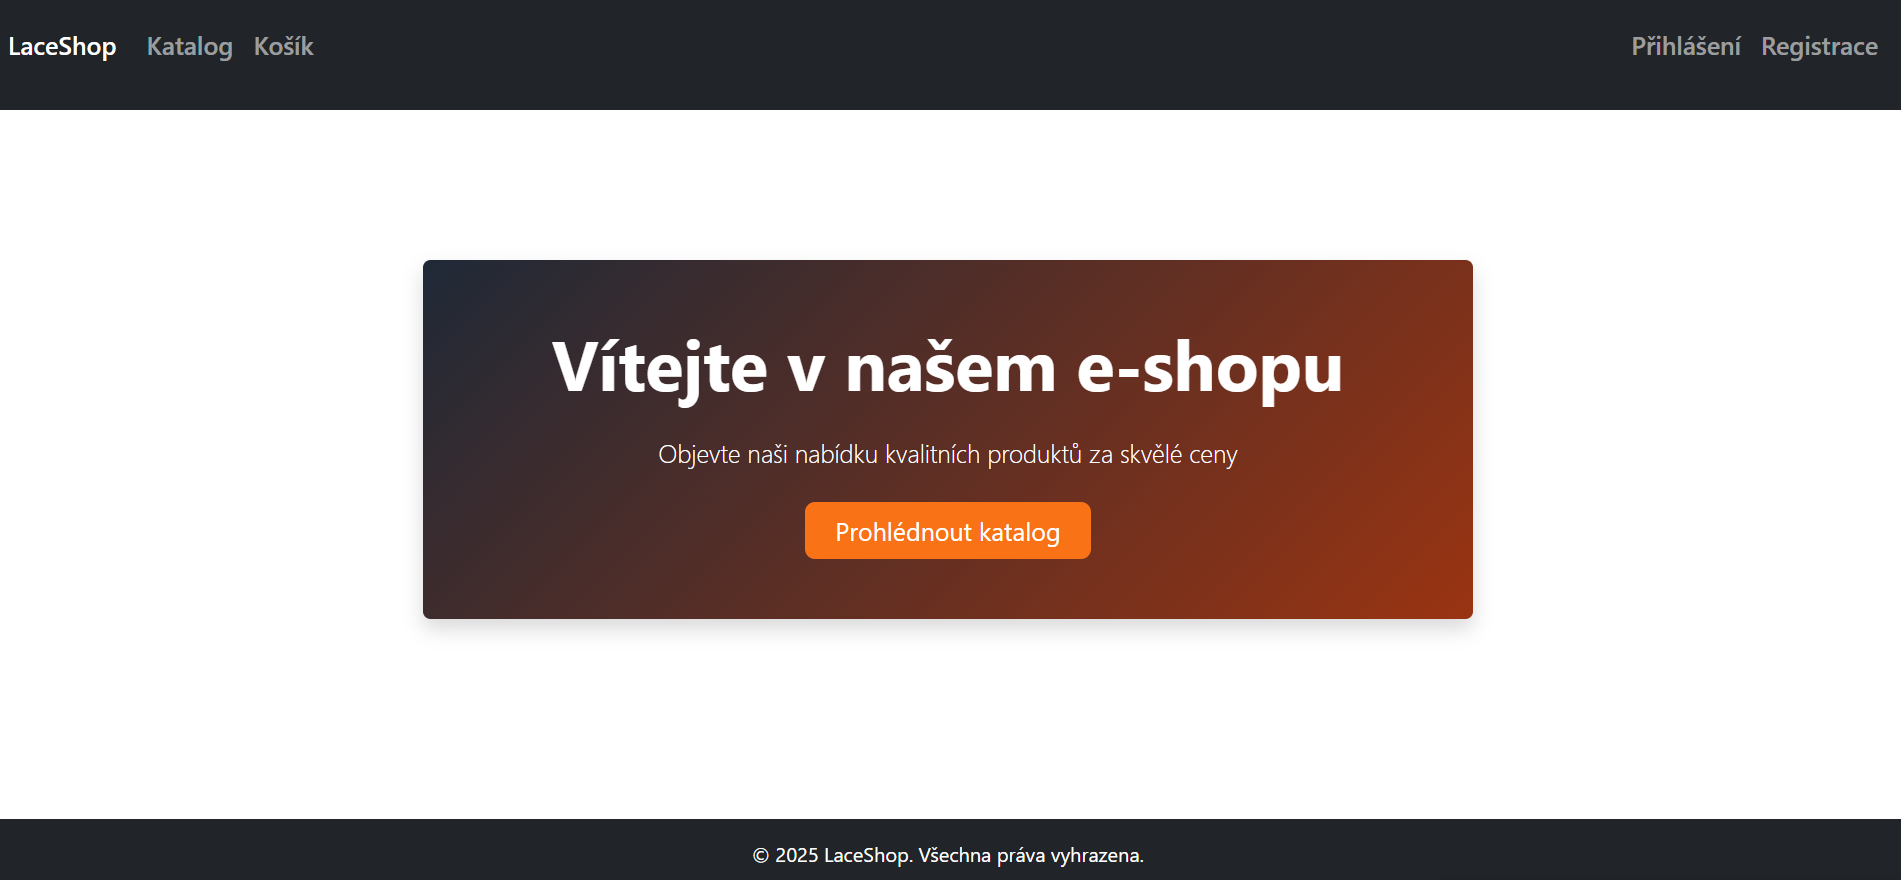 LaceShop Katalog Košík Přihlášení Registrace
Vítejte v našem e-shopu
Objevte naši nabídku kvalitních produktů za skvělé ceny
Prohlédnout katalog
© 2025 LaceShop. Všechna práva vyhrazena.